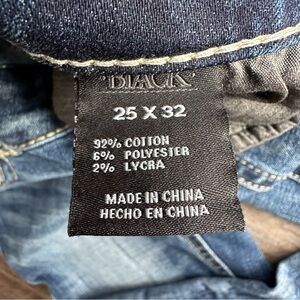 BLACK
25 X 32
92% COTTON
6% POLYESTER
2% LYCRA
MADE IN CHINA
HECHO EN CHINA